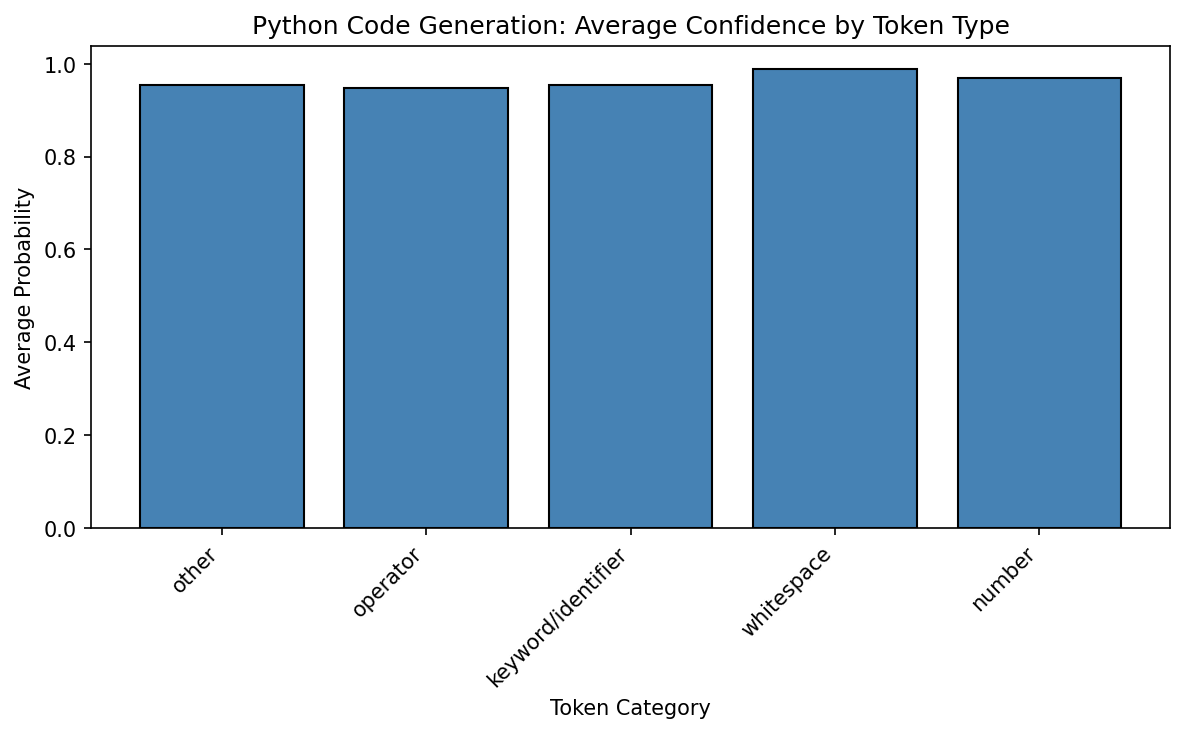 Python Code Generation: Average Confidence by Token Type
1.0
0.8
0.6
0.4
0.2
0.0
Average Probability
other
operator
keyword/identifier
whitespace
number
Token Category